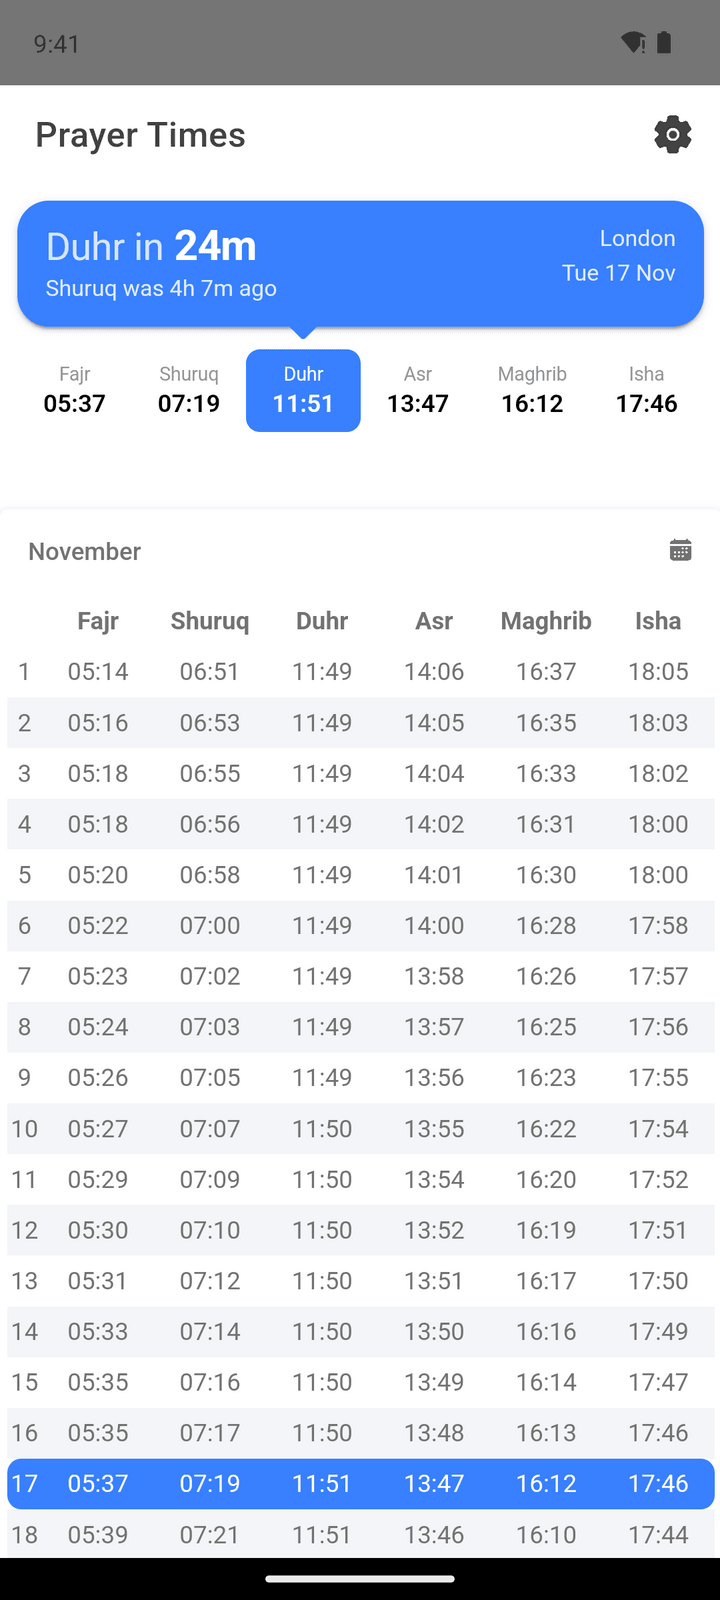 9:41
Prayer Times
Duhr in 24m
London
Shuruq was 4h 7m ago
Tue 17 Nov
Fajr Shuruq Duhr Asr Maghrib Isha
05:37 07:19 11:51 13:47 16:12 17:46
November
Fajr Shuruq Duhr Asr Maghrib Isha
1 05:14 06:51 11:49 14:06 16:37 18:05
2 05:16 06:53 11:49 14:05 16:35 18:03
3 05:18 06:55 11:49 14:04 16:33 18:02
4 05:18 06:56 11:49 14:02 16:31 18:00
5 05:20 06:58 11:49 14:01 16:30 18:00
6 05:22 07:00 11:49 14:00 16:28 17:58
7 05:23 07:02 11:49 13:58 16:26 17:57
8 05:24 07:03 11:49 13:57 16:25 17:56
9 05:26 07:05 11:49 13:56 16:23 17:55
10 05:27 07:07 11:50 13:55 16:22 17:54
11 05:29 07:09 11:50 13:54 16:20 17:52
12 05:30 07:10 11:50 13:52 16:19 17:51
13 05:31 07:12 11:50 13:51 16:17 17:50
14 05:33 07:14 11:50 13:50 16:16 17:49
15 05:35 07:16 11:50 13:49 16:14 17:47
16 05:35 07:17 11:50 13:48 16:13 17:46
17 05:37 07:19 11:51 13:47 16:12 17:46
18 05:39 07:21 11:51 13:46 16:10 17:44